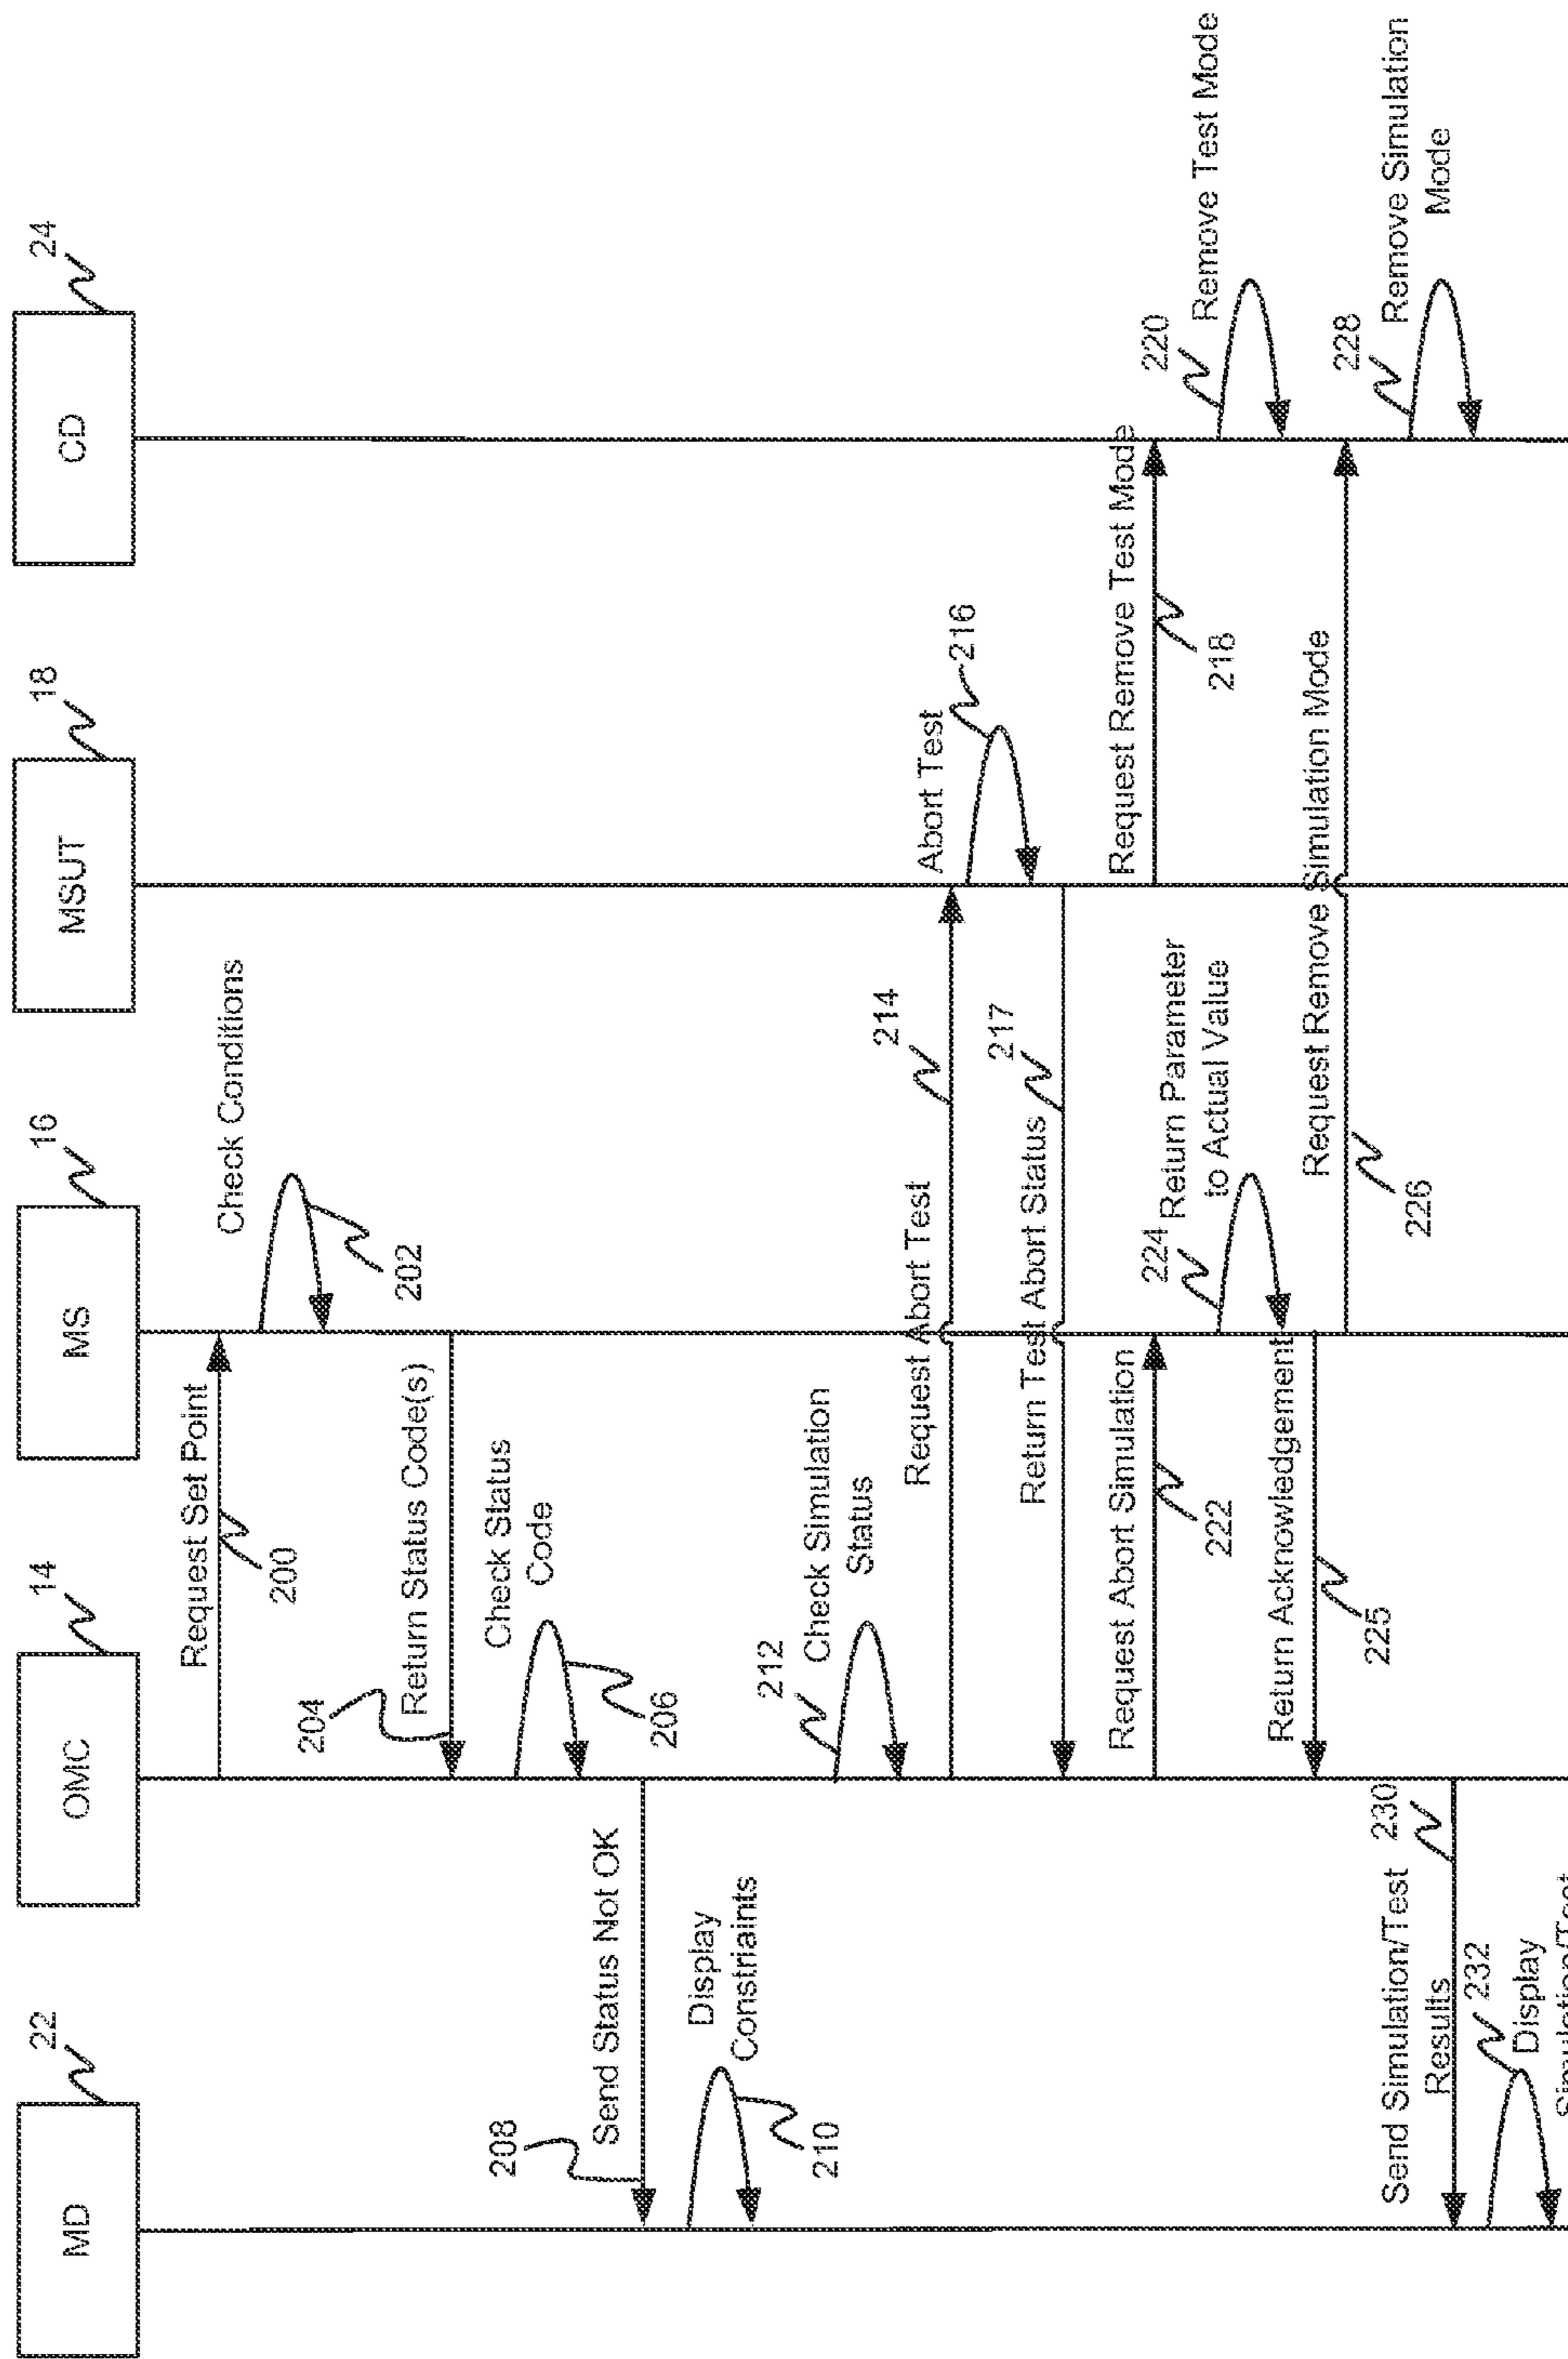 MD
22
OMC
14
MS
16
MSUT
18
CD
24
Request Set Point
200
Check Conditions
202
204
Return Status Code(s)
Check Status
Code
206
208
Send Status Not OK
Display
Constriaints
210
212
Check Simulation
Status
Request Abort Test
214
Abort Test
216
Return Test Abort Status
217
Request Abort Simulation
222
Request Remove Test Mode
218
220
Remove Test Mode
224
Return Parameter
to Actual Value
Return Acknowledgement
225
Request Remove Simulation Mode
226
228
Remove Simulation
Mode
Send Simulation/Test
Results
230
232
Display
Simulation/Test